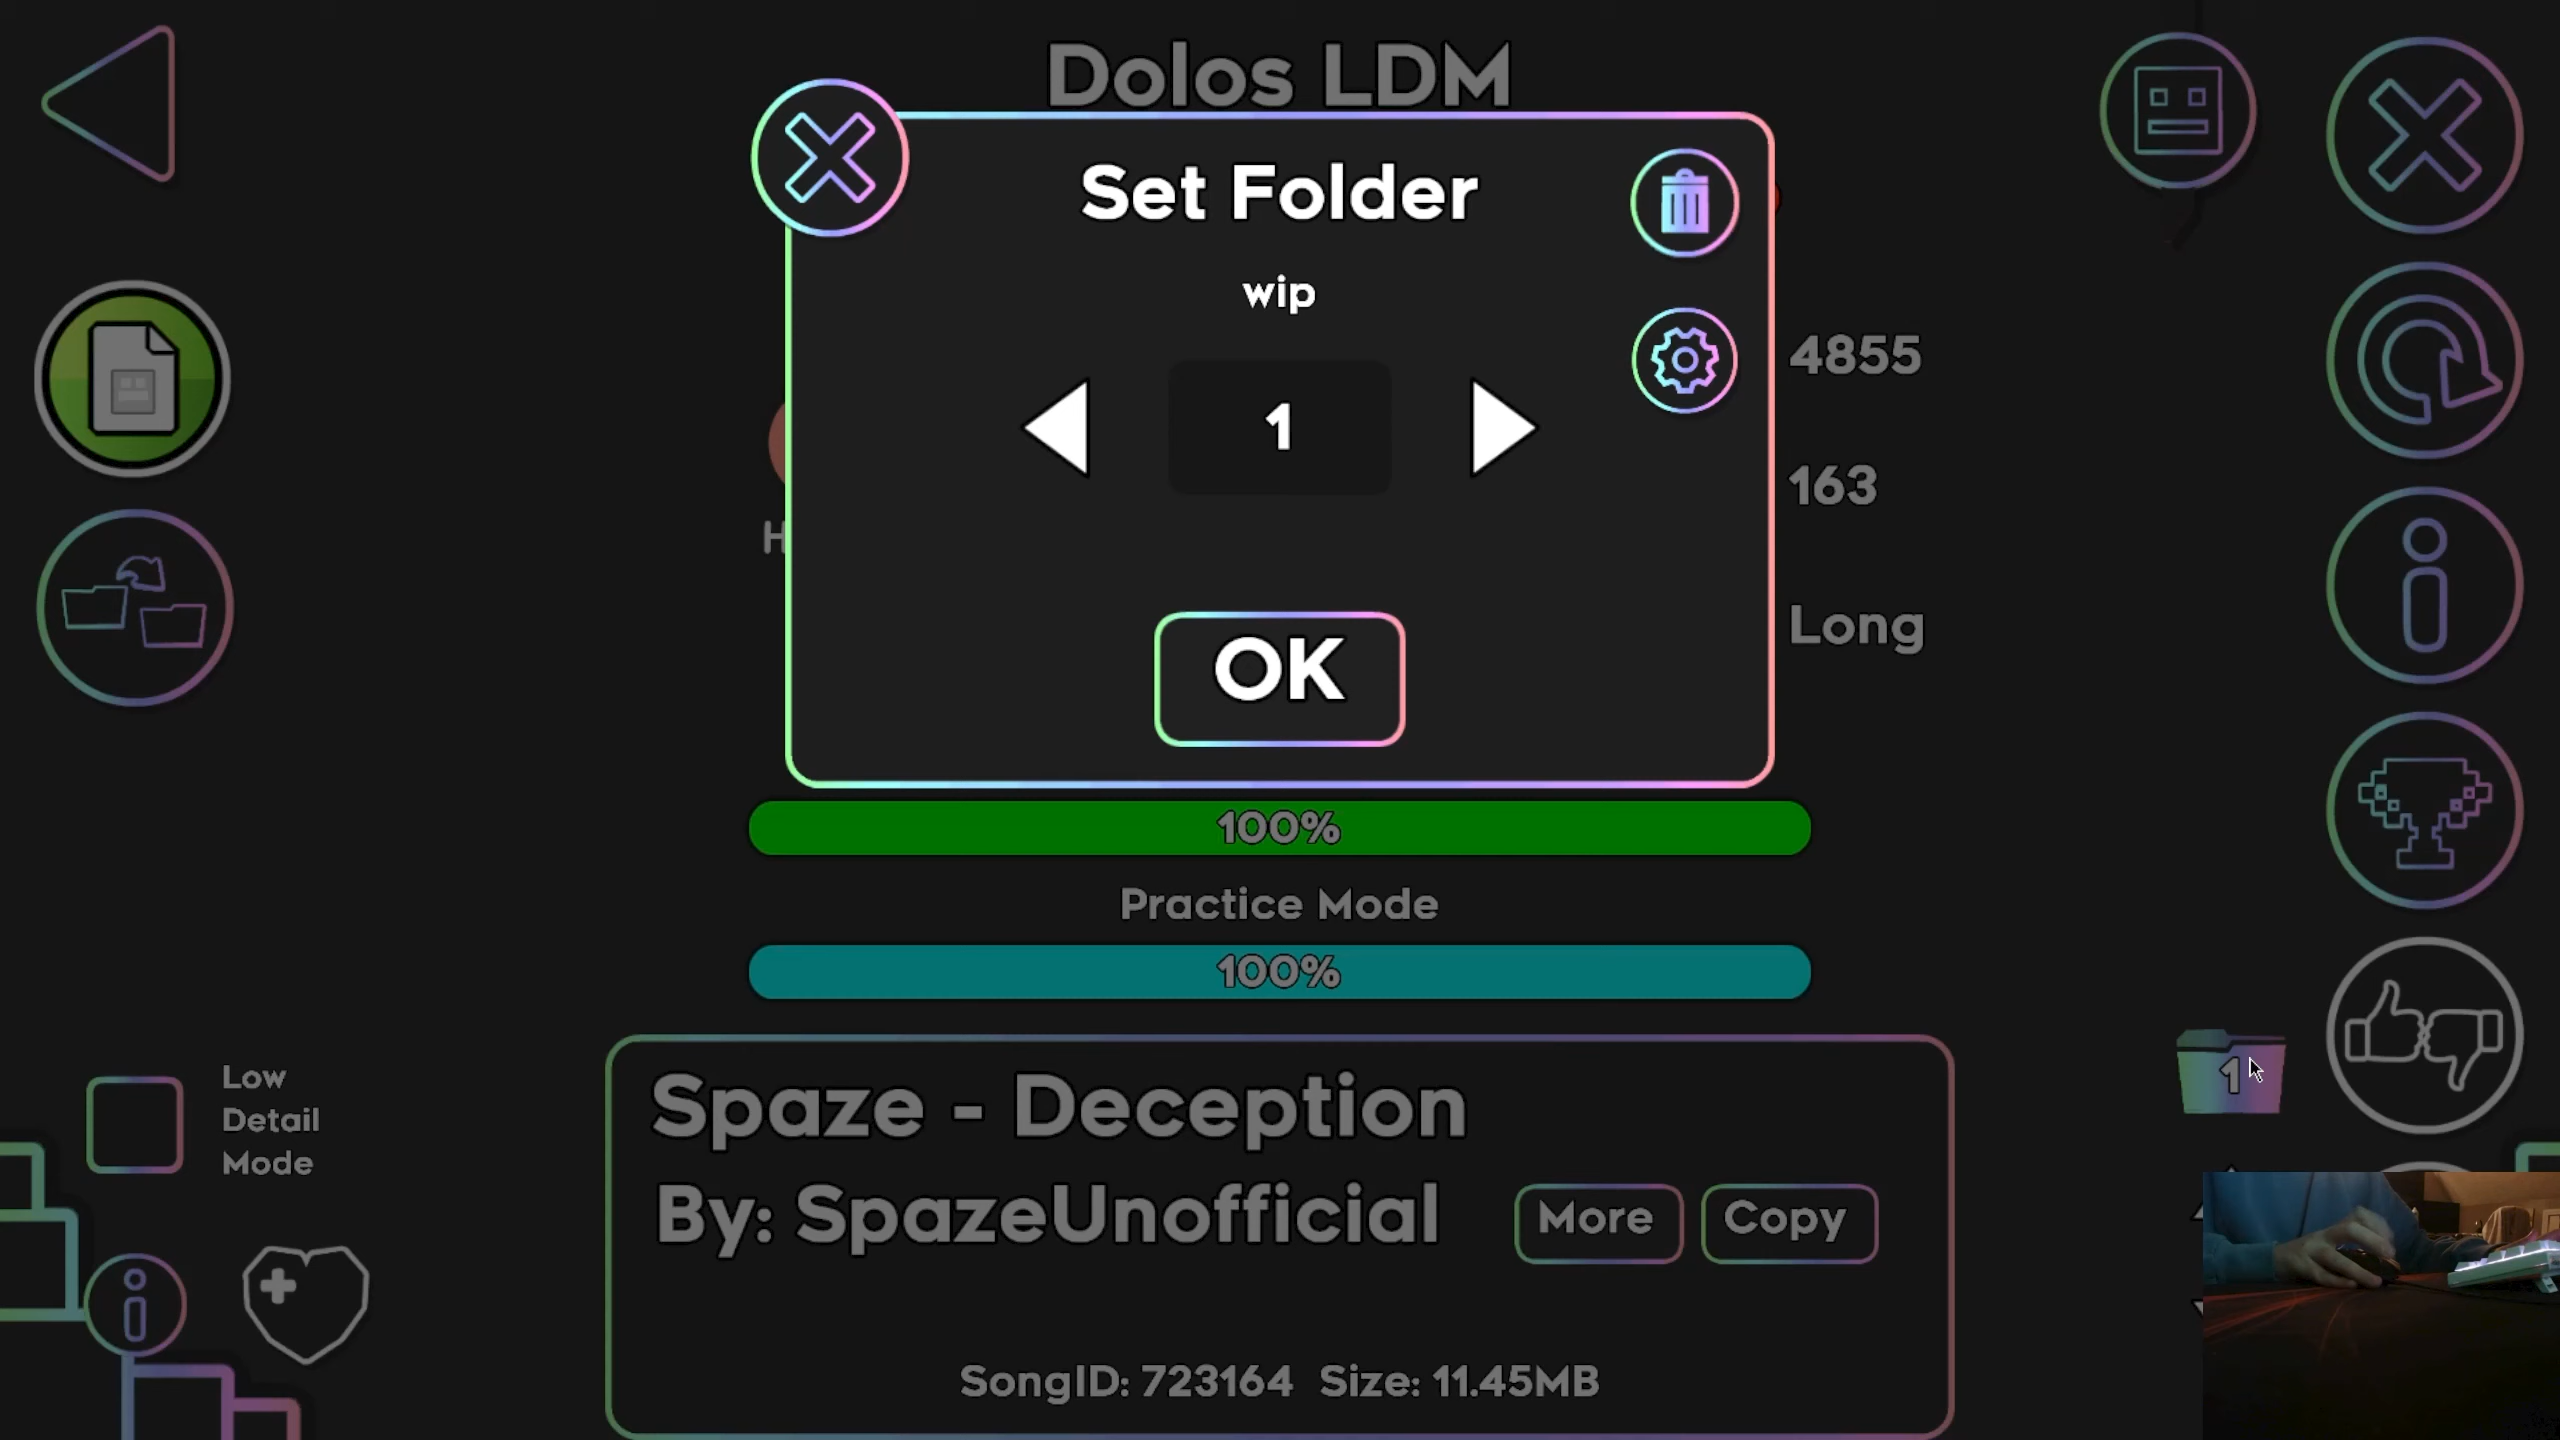 Dolos LDM
Set Folder
wip
1
4855
163
H
Long
OK
100%
Practice Mode
100%
1
Low
Detail
Mode
Spaze - Deception
By: SpazeUnofficial
More
Copy
SongID: 723164 Size: 11.45MB